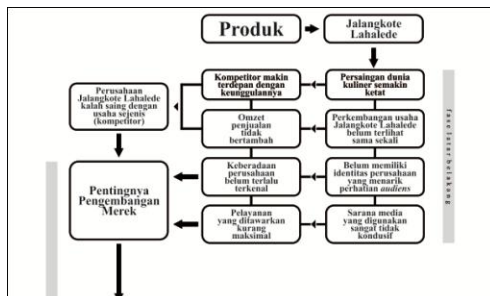 Produk
Jalangkote
Lahalede
Kompetitor makin
terdepan dengan
keunggulannya
Persaingan dunia
kuliner semakin
ketat
Perusahaan
Jalangkote Lahalede
kalah saing dengan
usaha sejenis
(kompetitor)
Omzet
penjualan
tidak
bertambah
Perkembangan usaha
Jalangkote Lahalede
belum terlihat
sama sekali
Keberadaan
perusahaan
belum terlalu
terkenal
Belum memiliki
identitas perusahaan
yang menarik
perhatian audiens
Pentingnya
Pengembangan
Merek
Pelayanan
yang ditawarkan
kurang
maksimal
Sarana media
yang digunakan
sangat tidak
kondusif
fase latar belakang